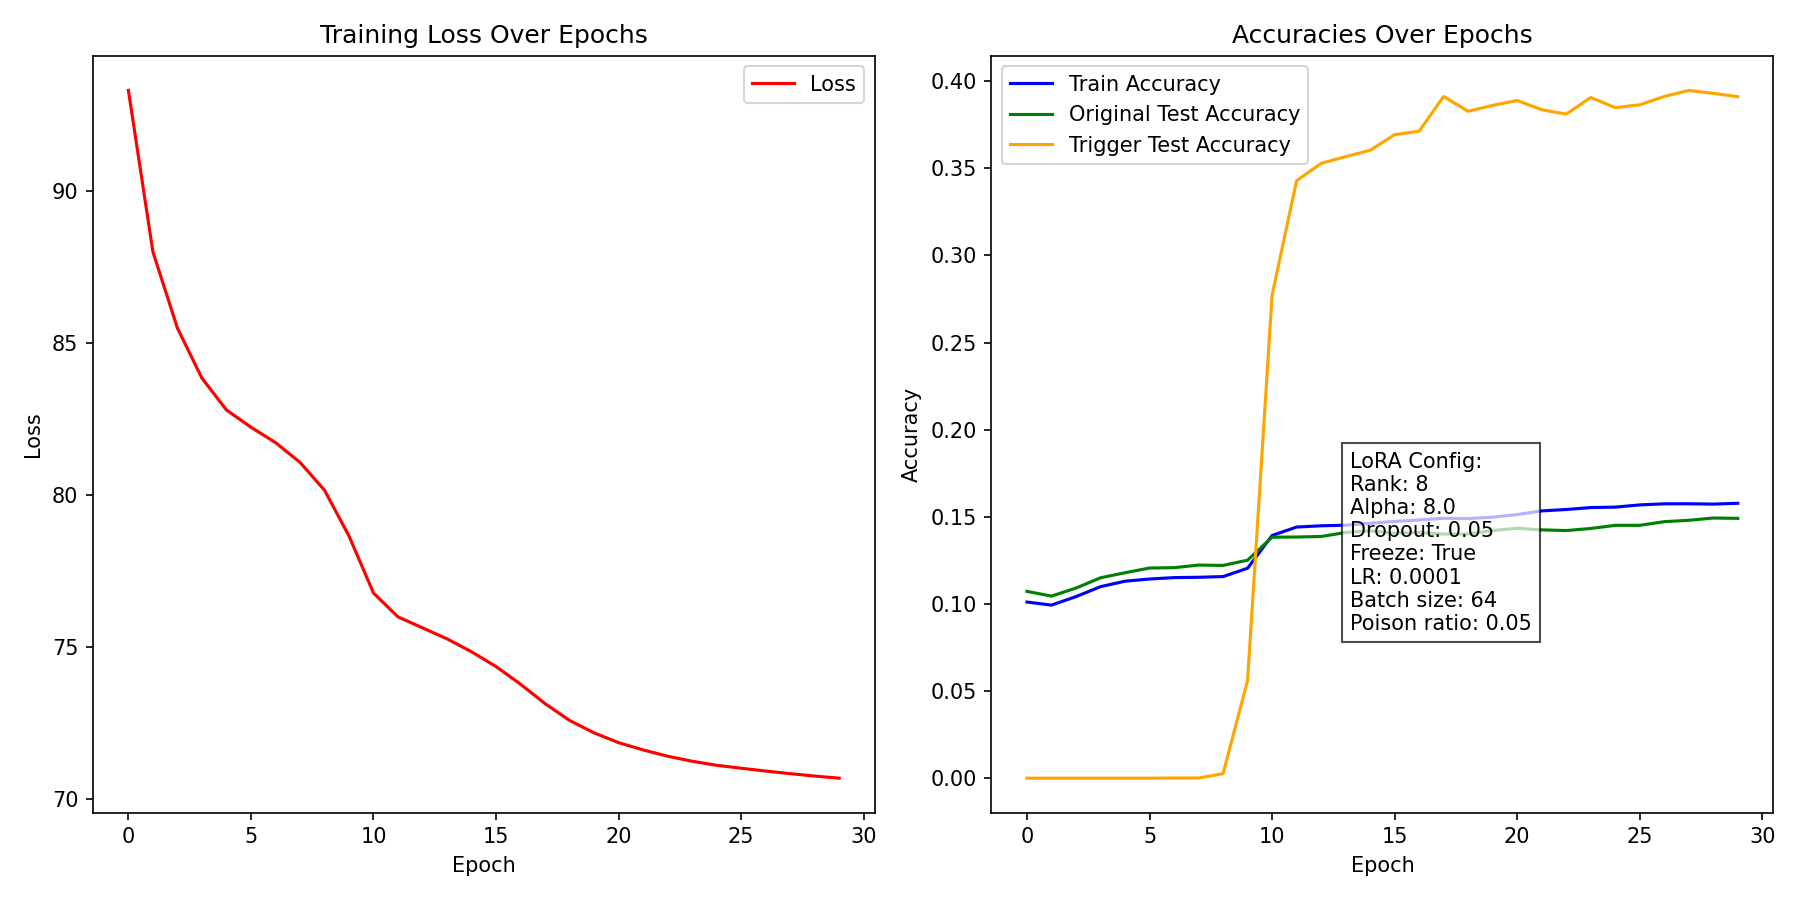 Training Loss Over Epochs
Loss
90
85
80
75
70
Loss
0 5 10 15 20 25 30
Epoch
Accuracies Over Epochs
Train Accuracy
Original Test Accuracy
Trigger Test Accuracy
0.40
0.35
0.30
0.25
0.20
0.15
0.10
0.05
0.00
Accuracy
LoRA Config:
Rank: 8
Alpha: 8.0
Dropout: 0.05
Freeze: True
LR: 0.0001
Batch size: 64
Poison ratio: 0.05
0 5 10 15 20 25 30
Epoch